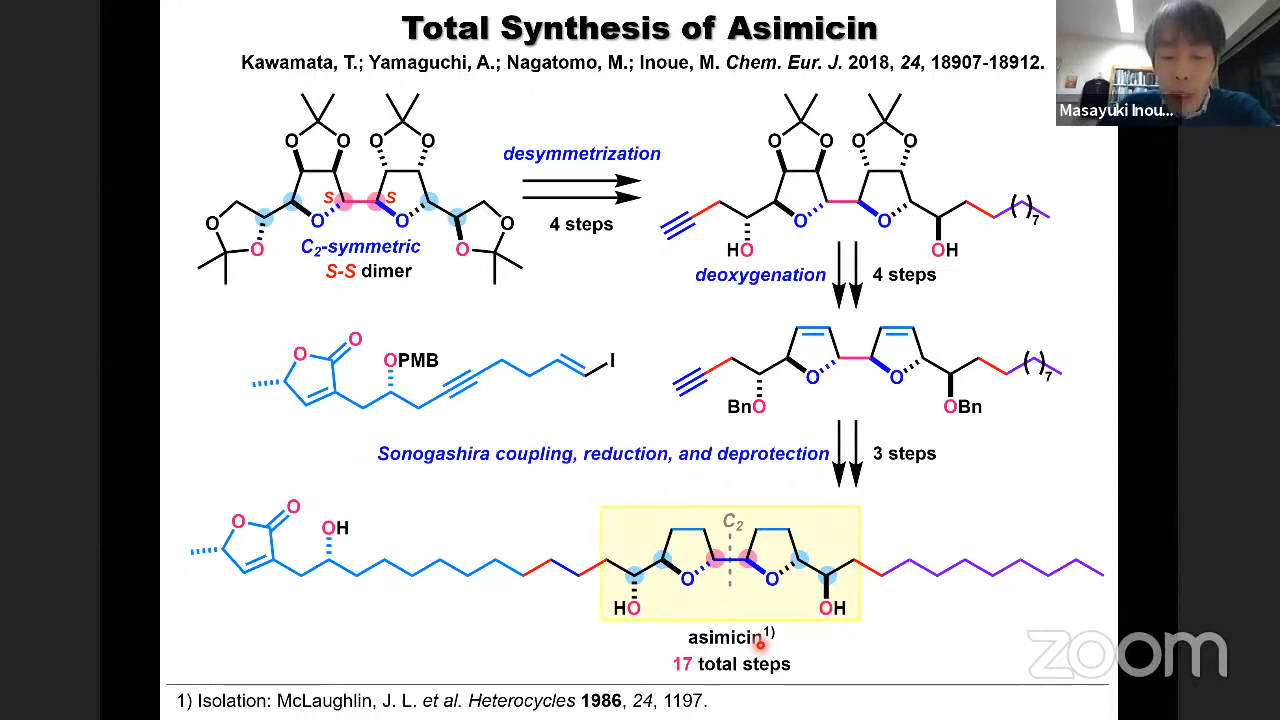 Total Synthesis of Asimicin
Kawamata, T.; Yamaguchi, A.; Nagatomo, M.; Inoue, M. Chem. Eur. J. 2018, 24, 18907-18912.
Masayuki Inou...
O O O O
desymmetrization
4 steps
S S
O O
O O O O
C2-symmetric
S-S dimer
O O O O
O O
HO OH
( )7
deoxygenation
4 steps
O O
OPMB
I
O O
BnO OBn
( )7
Sonogashira coupling, reduction, and deprotection
3 steps
O O
OH
C2
O O
HO OH
asimicin1)
17 total steps
zoom
1) Isolation: McLaughlin, J. L. et al. Heterocycles 1986, 24, 1197.